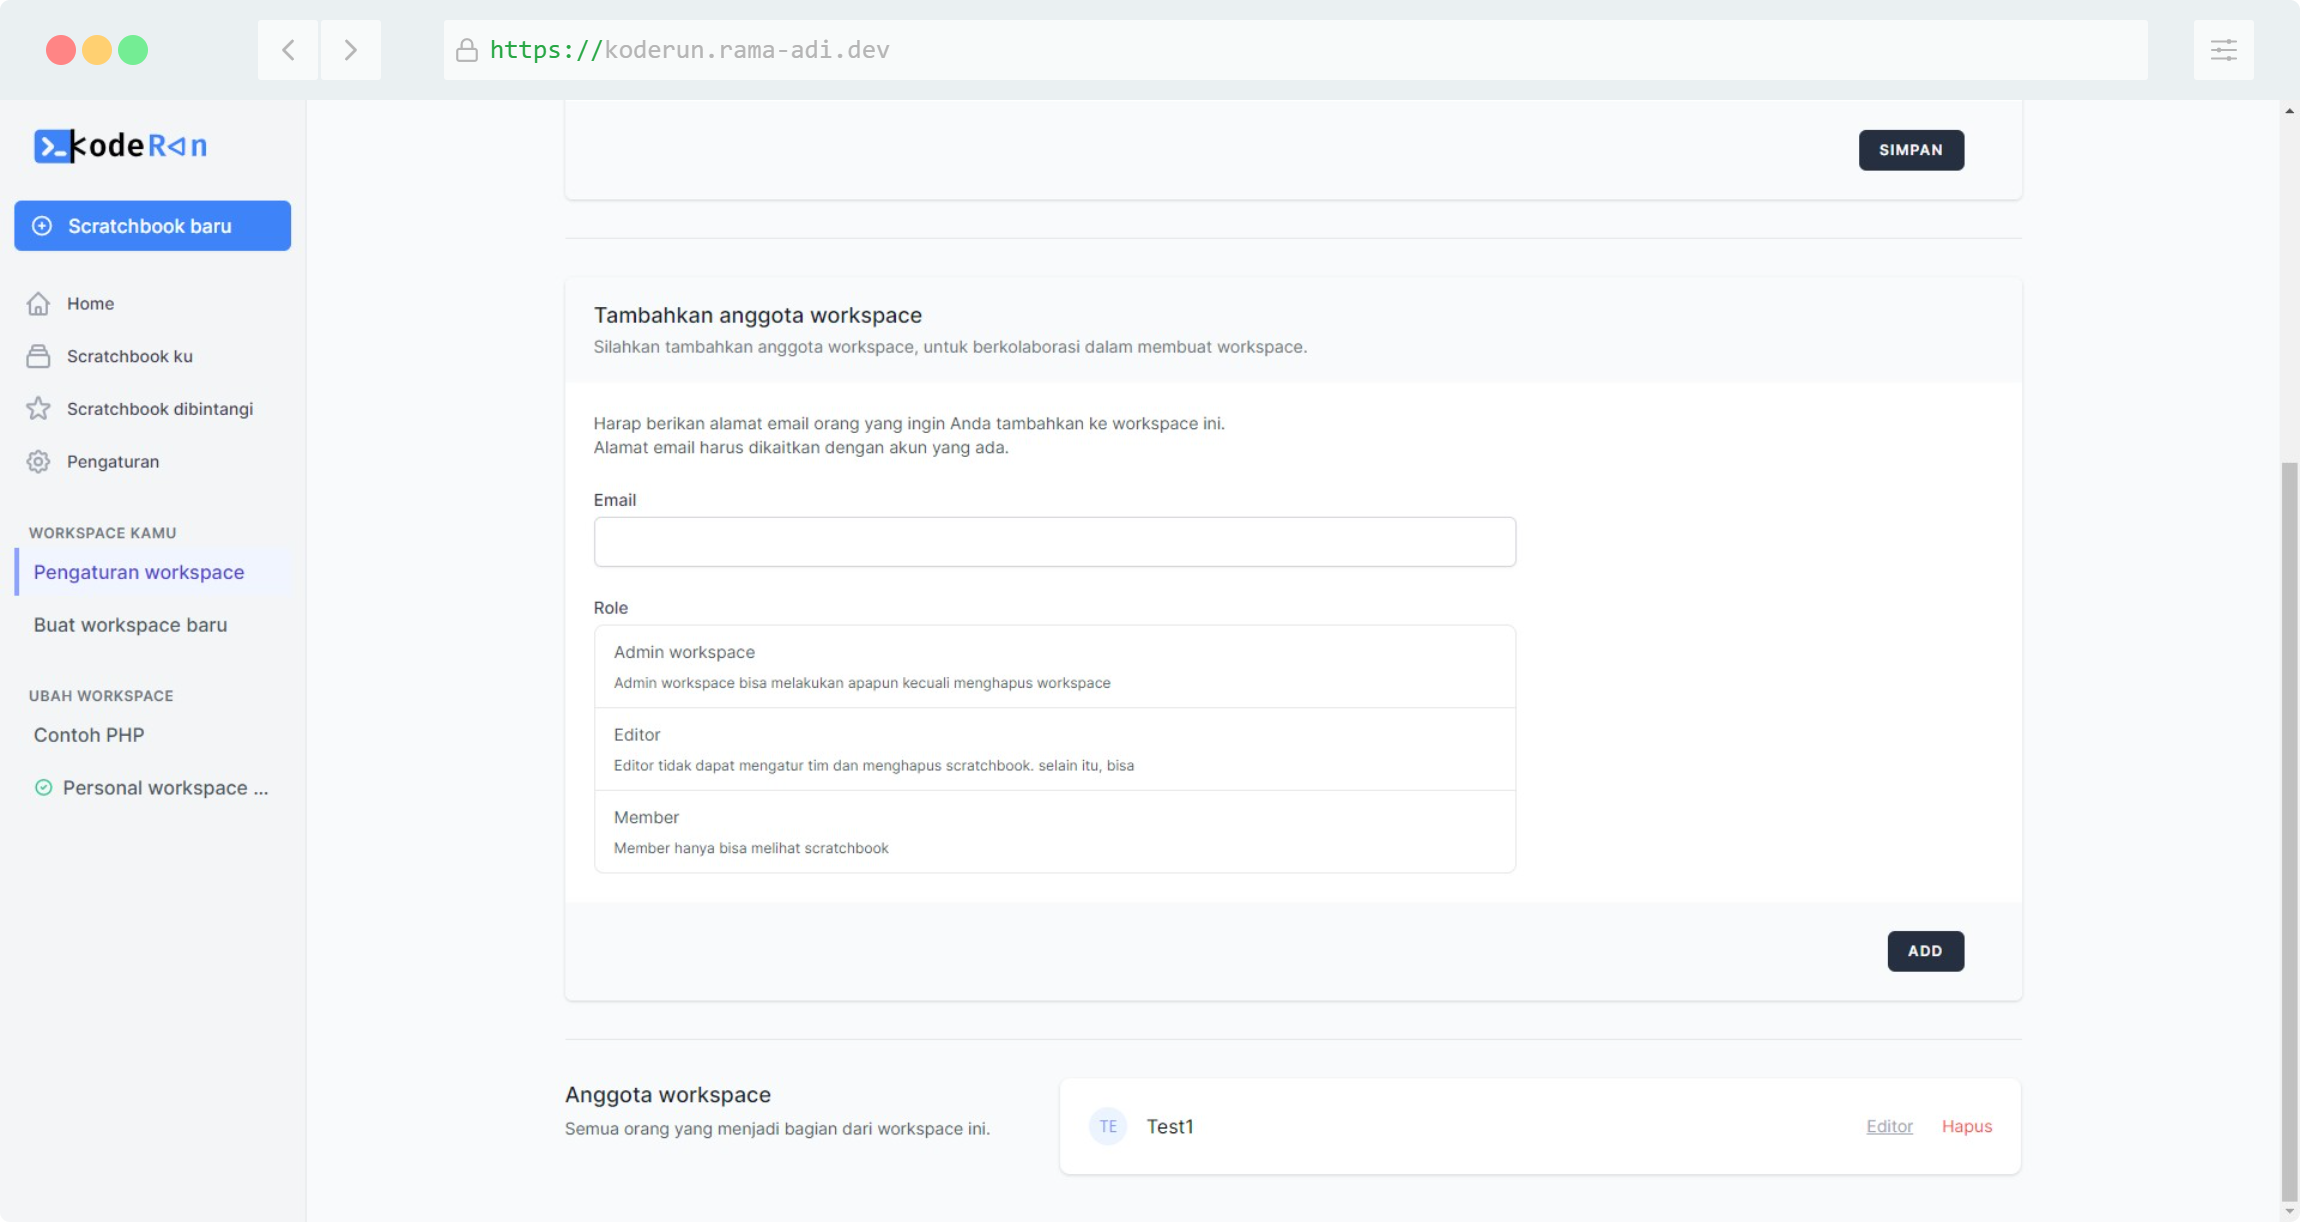 https://koderun.rama-adi.dev
kodeRun
Scratchbook baru
Home
Scratchbook ku
Scratchbook dibintangi
Pengaturan
WORKSPACE KAMU
Pengaturan workspace
Buat workspace baru
UBAH WORKSPACE
Contoh PHP
Personal workspace ...
SIMPAN
Tambahkan anggota workspace
Silahkan tambahkan anggota workspace, untuk berkolaborasi dalam membuat workspace.
Harap berikan alamat email orang yang ingin Anda tambahkan ke workspace ini.
Alamat email harus dikaitkan dengan akun yang ada.
Email
Role
Admin workspace
Admin workspace bisa melakukan apapun kecuali menghapus workspace
Editor
Editor tidak dapat mengatur tim dan menghapus scratchbook. selain itu, bisa
Member
Member hanya bisa melihat scratchbook
ADD
Anggota workspace
Semua orang yang menjadi bagian dari workspace ini.
TE
Test1
Editor
Hapus